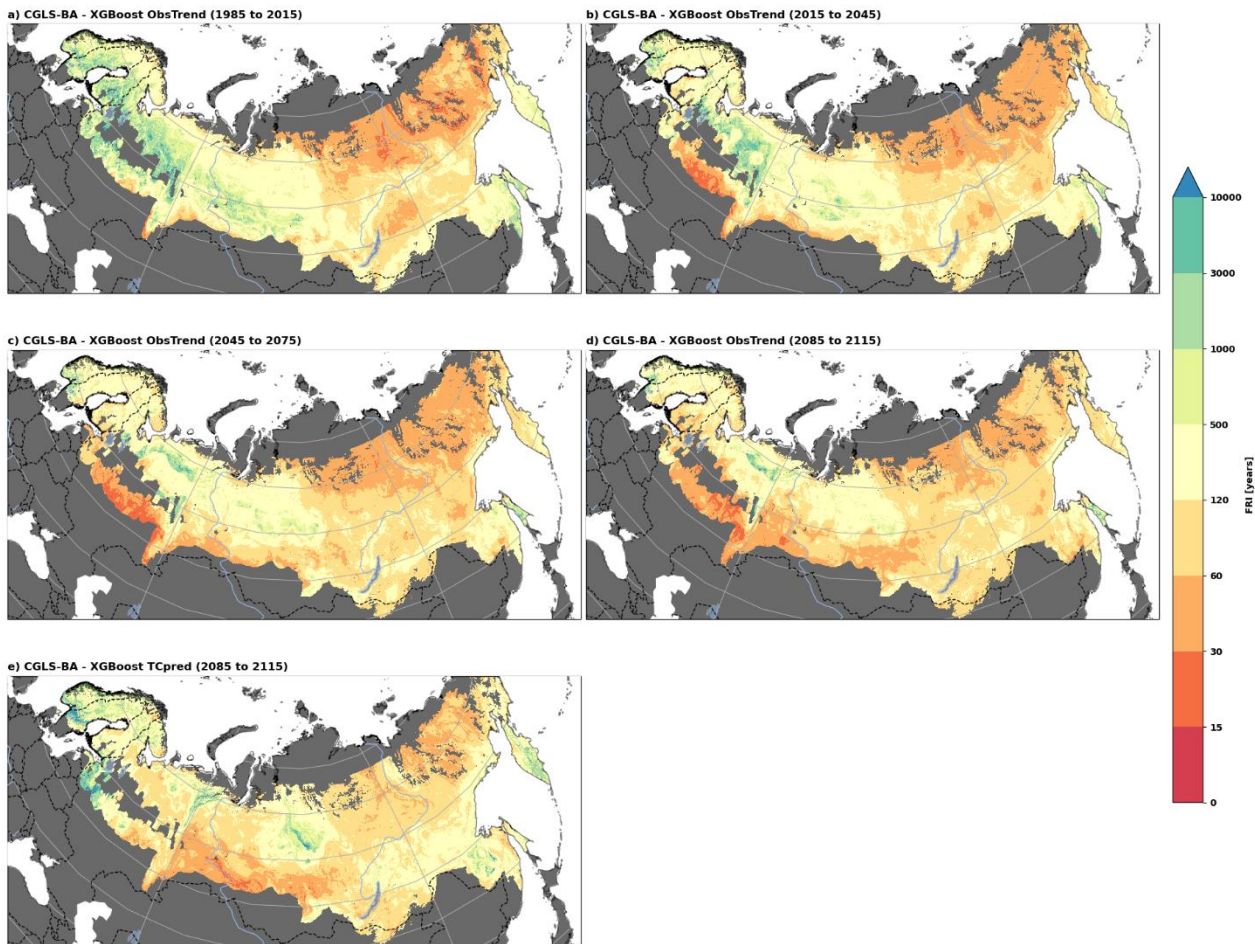 a) CGLS-BA - XGBoost ObsTrend (1985 to 2015)
b) CGLS-BA - XGBoost ObsTrend (2015 to 2045)
c) CGLS-BA - XGBoost ObsTrend (2045 to 2075)
d) CGLS-BA - XGBoost ObsTrend (2085 to 2115)
e) CGLS-BA - XGBoost TCpred (2085 to 2115)
10000
3000
1000
500
120
60
30
15
0
FRI [years]